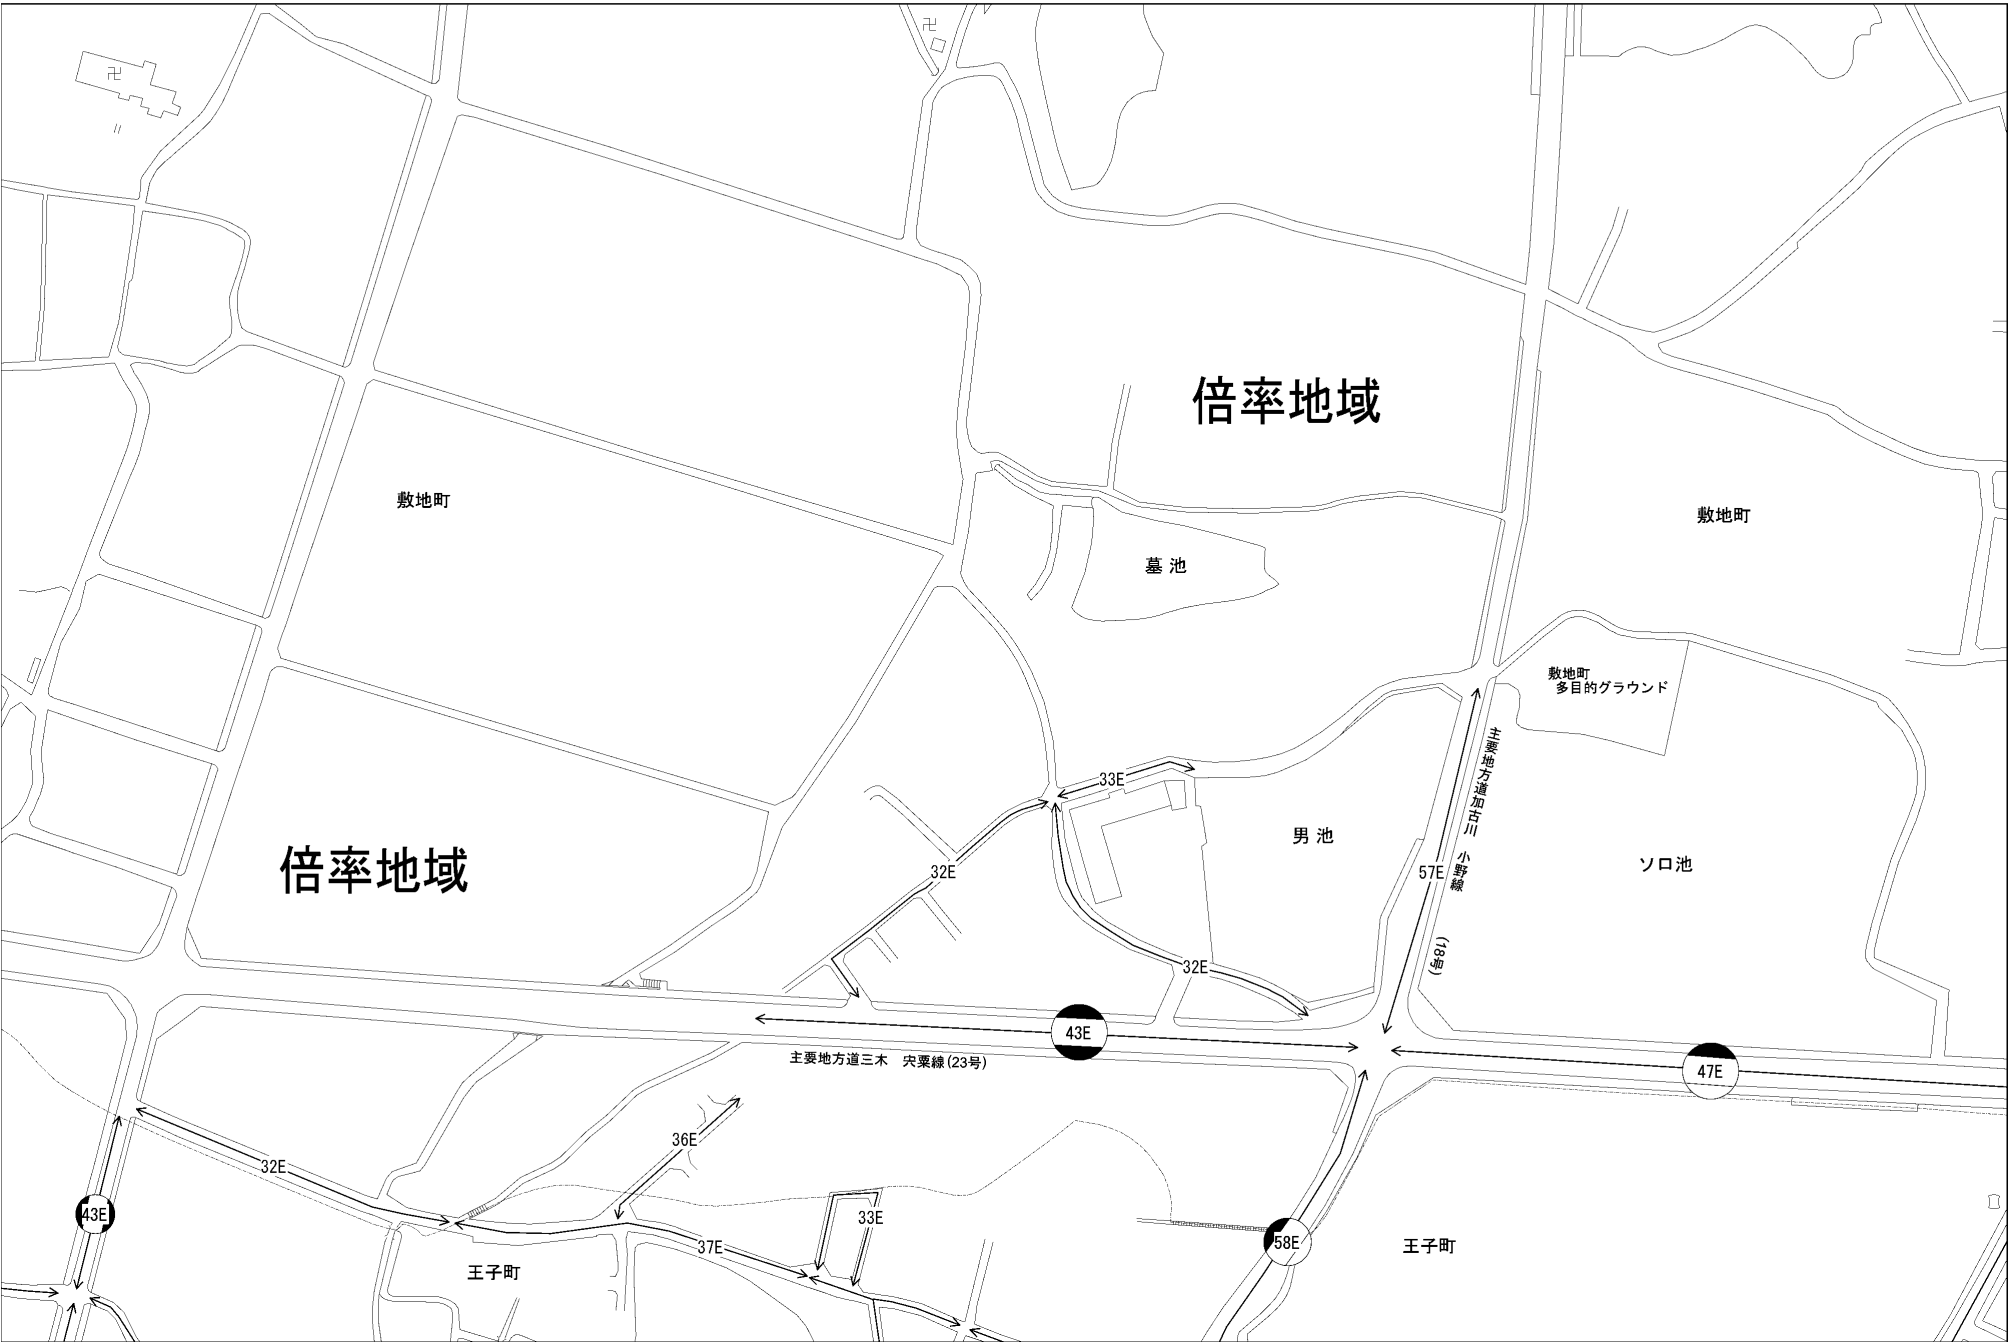 卍
卍
倍率地域
敷地町
敷地町
墓池
敷地町
多目的グラウンド
主要地方道加古川 小野線 (18号)
33E
男池
倍率地域
32E
57E
ソロ池
32E
43E
主要地方道三木 宍粟線(23号)
47E
36E
32E
43E
33E
37E
58E
王子町
王子町